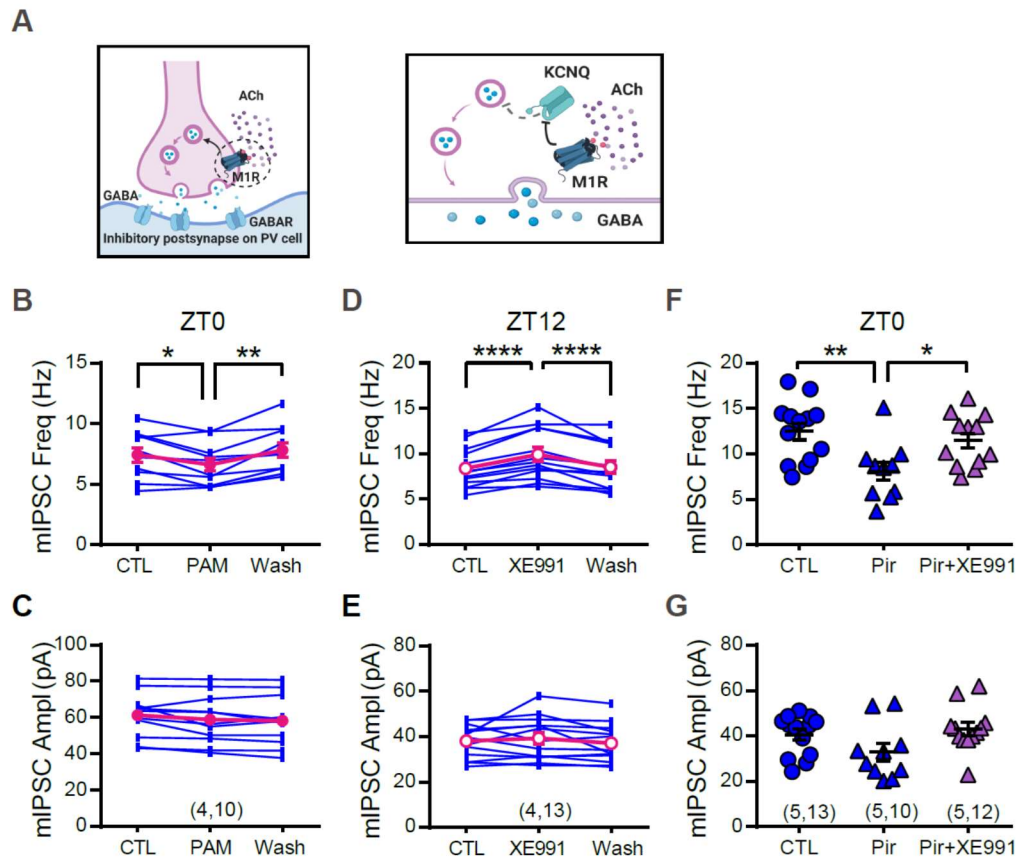 A
ACh
M1R
GABA
GABAR
Inhibitory postsynapse on PV cell
KCNQ
ACh
M1R
GABA
B
ZT0
* **
mIPSC Freq (Hz)
15
10
5
0
CTL PAM Wash
D
ZT12
**** ****
mIPSC Freq (Hz)
20
15
10
5
0
CTL XE991 Wash
F
ZT0
** *
mIPSC Freq (Hz)
20
15
10
5
0
CTL Pir Pir+XE991
C
mIPSC Ampl (pA)
100
80
60
40
20
0
(4,10)
CTL PAM Wash
E
mIPSC Ampl (pA)
80
60
40
20
0
(4,13)
CTL XE991 Wash
G
mIPSC Ampl (pA)
80
60
40
20
0
(5,13) (5,10) (5,12)
CTL Pir Pir+XE991